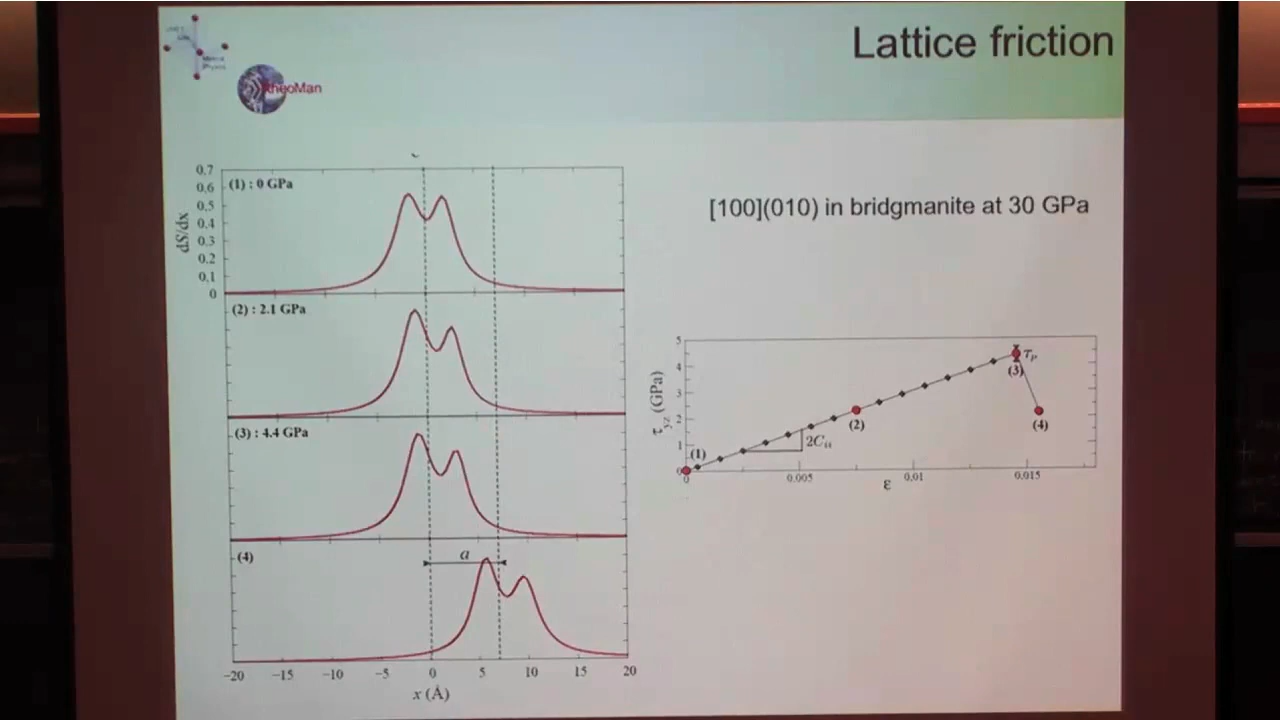 Lattice friction
RheoMan
[100](010) in bridgmanite at 30 GPa
dS/dx
0,7
0,6
0,5
0,4
0,3
0,2
0,1
0
(1) : 0 GPa
(2) : 2.1 GPa
(3) : 4.4 GPa
(4)
a
−20 −15 −10 −5 0 5 10 15 20
x (Å)
τyz (GPa)
5
4
3
2
1
0
(1)
(2)
(3)
(4)
τP
0 0.005 0.01 0.015
ε